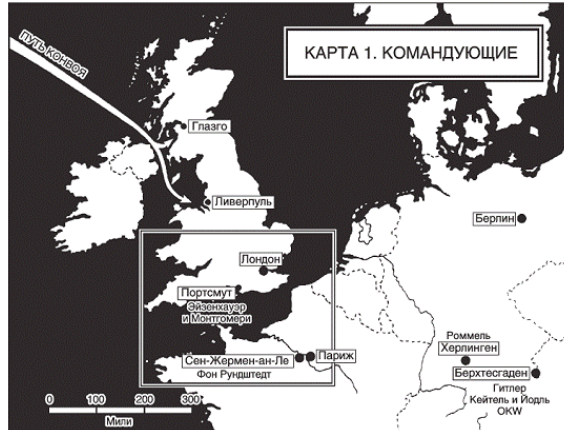 КАРТА 1. КОМАНДУЮЩИЕ
ПУТЬ КОНВОЯ
Глазго
Ливерпуль
Берлин
Лондон
Портсмут
Эйзенхауэр
и Монтгомери
Роммель
Херлинген
Сен-Жермен-ан-Ле
Париж
Фон Рундштедт
Берхтесгаден
Гитлер
Кейтель и Йодль
OKW
0 100 200 300
Мили